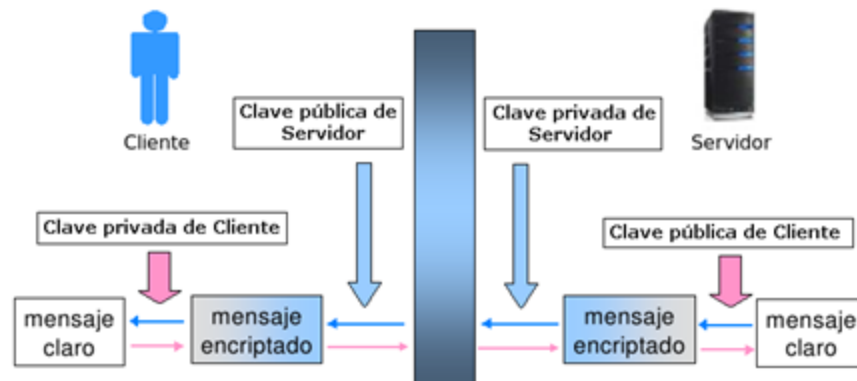 Cliente
Clave pública de
Servidor
Clave privada de
Servidor
Servidor
Clave privada de Cliente
Clave pública de Cliente
mensaje
claro
mensaje
encriptado
mensaje
encriptado
mensaje
claro